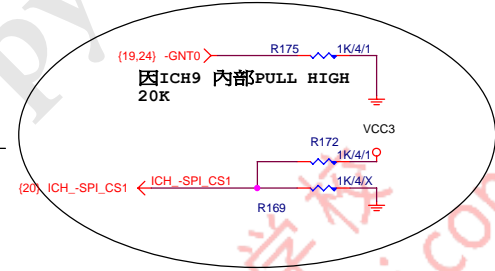 {19,24} -GNT0 R175 1K/4/1
因ICH9 內部PULL HIGH
20K
VCC3
R172
1K/4/1
{20} ICH_-SPI_CS1 ICH_-SPI_CS1 1K/4/X
R169